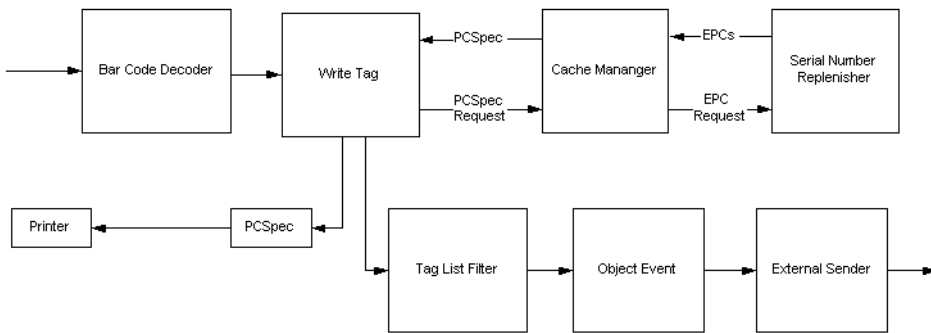 Bar Code Decoder
Write Tag
PCSpec
PCSpec
Request
Cache Mananger
EPCs
EPC
Request
Serial Number
Replenisher
Printer
PCSpec
Tag List Filter
Object Event
External Sender